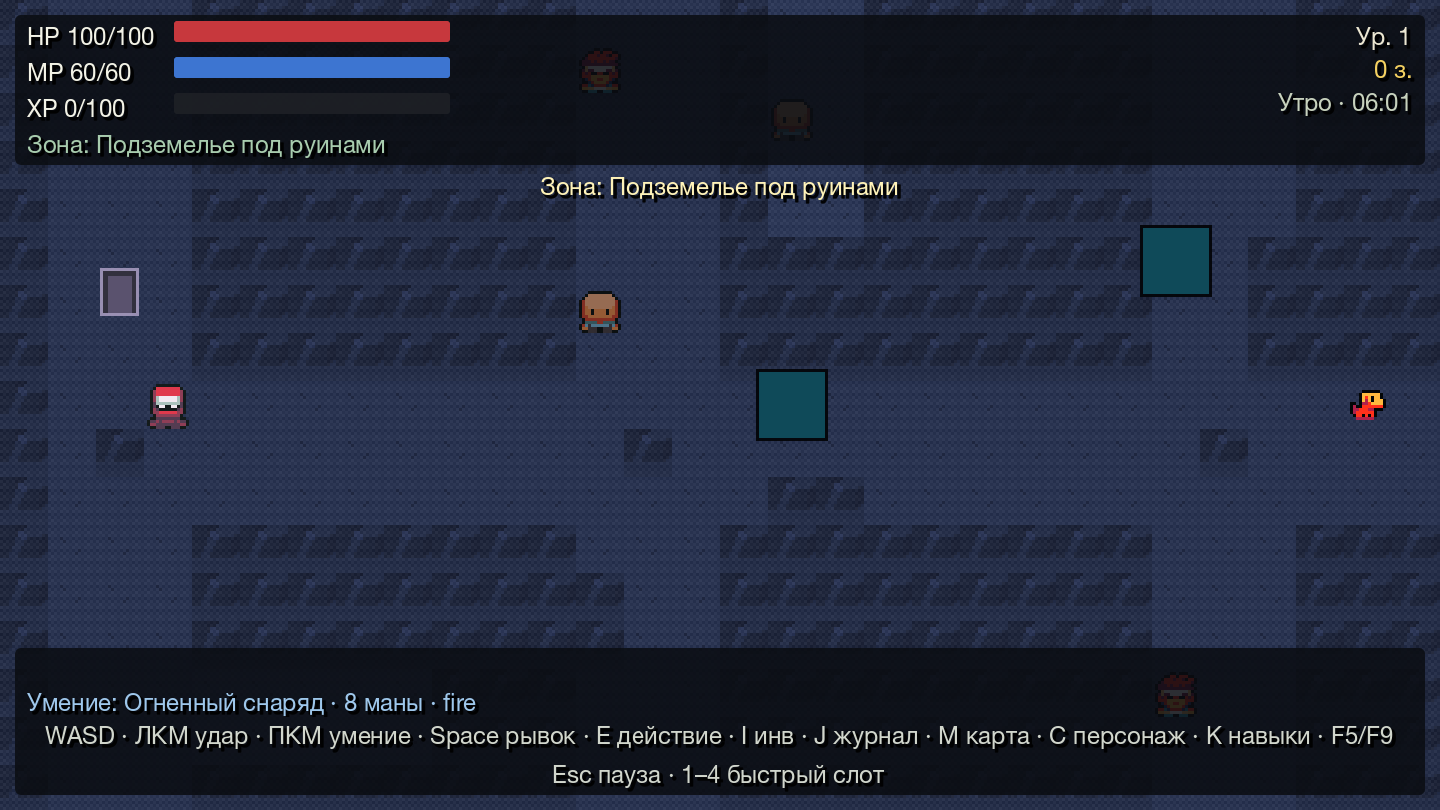 HP 100/100
Ур. 1
MP 60/60
0 з.
XP 0/100
Утро · 06:01
Зона: Подземелье под руинами
Зона: Подземелье под руинами
Умение: Огненный снаряд · 8 маны · fire
WASD · ЛКМ удар · ПКМ умение · Space рывок · E действие · I инв · J журнал · M карта · C персонаж · K навыки · F5/F9
Esc пауза · 1–4 быстрый слот